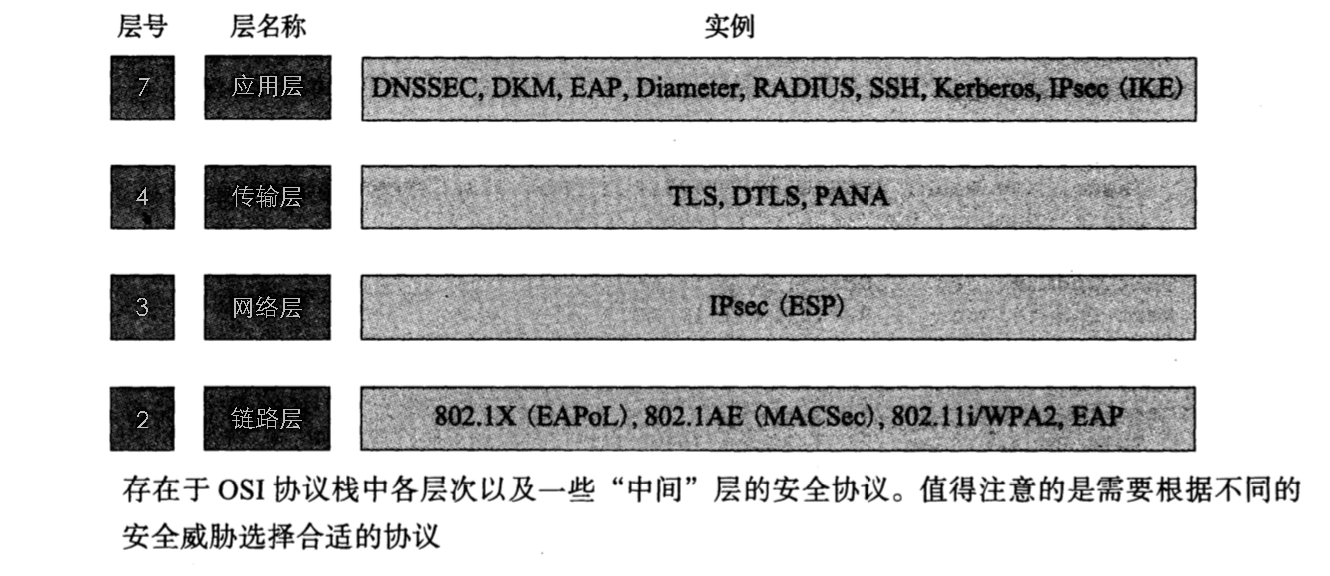 层号 层名称 实例
7 应用层 DNSSEC, DKM, EAP, Diameter, RADIUS, SSH, Kerberos, IPsec (IKE)
4 传输层 TLS, DTLS, PANA
3 网络层 IPsec (ESP)
2 链路层 802.1X (EAPoL), 802.1AE (MACSec), 802.11i/WPA2, EAP
存在于 OSI 协议栈中各层次以及一些“中间”层的安全协议。值得注意的是需要根据不同的
安全威胁选择合适的协议